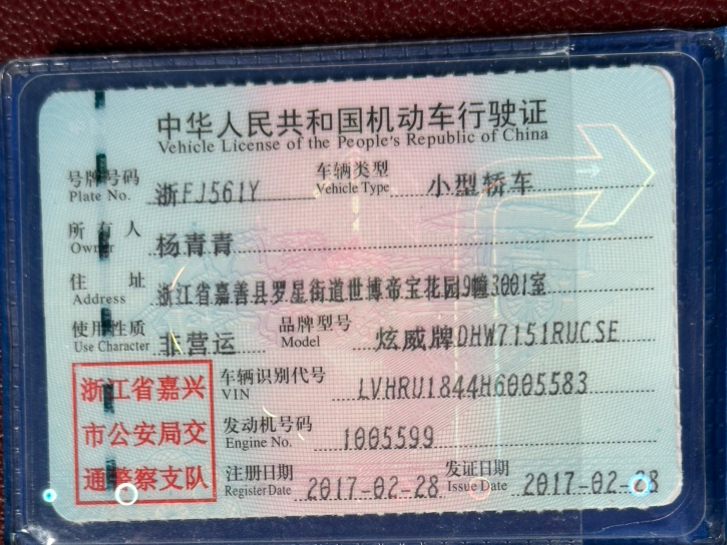 中华人民共和国机动车行驶证
Vehicle License of the People's Republic of China
号牌号码 浙FJ561Y 车辆类型 小型轿车
Plate No. Vehicle Type
所有人 杨青青
Owner
住址 浙江省嘉善县罗星街道世博帝宝花园9幢3001室
Address
使用性质 非营运 品牌型号 炫威牌DHW7151RUCSE
Use Character Model
浙江省嘉兴
市公安局交
通警察支队
车辆识别代号 LVHRU1844H6005583
VIN
发动机号码 1005599
Engine No.
注册日期 2017-02-28 发证日期 2017-02-28
Register Date Issue Date